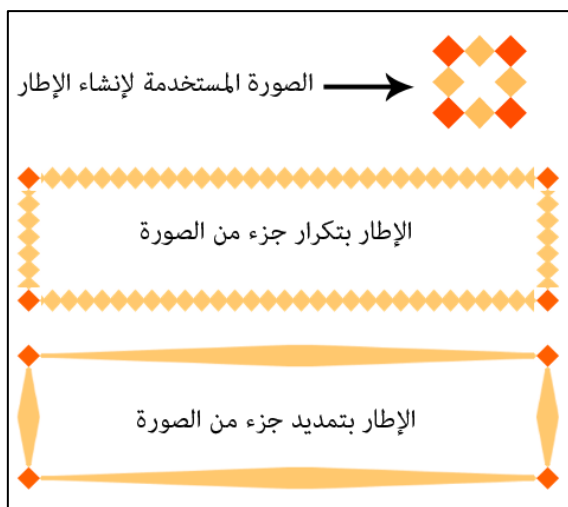 الصورة المستخدمة لإنشاء الإطار
الإطار بتكرار جزء من الصورة
الإطار بتمديد جزء من الصورة